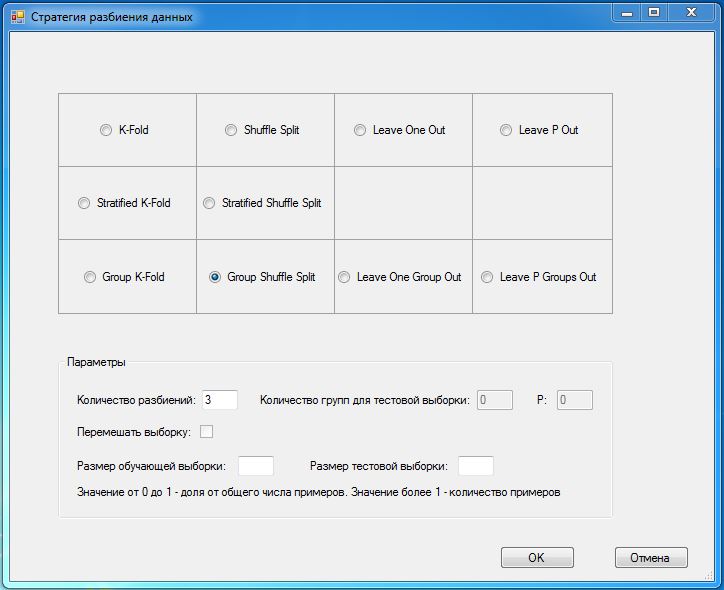 Стратегия разбиения данных
K-Fold
Shuffle Split
Leave One Out
Leave P Out
Stratified K-Fold
Stratified Shuffle Split
Group K-Fold
Group Shuffle Split
Leave One Group Out
Leave P Groups Out
Параметры
Количество разбиений: 3
Количество групп для тестовой выборки: 0
P: 0
Перемешать выборку:
Размер обучающей выборки:
Размер тестовой выборки:
Значение от 0 до 1 - доля от общего числа примеров. Значение более 1 - количество примеров
OK
Отмена